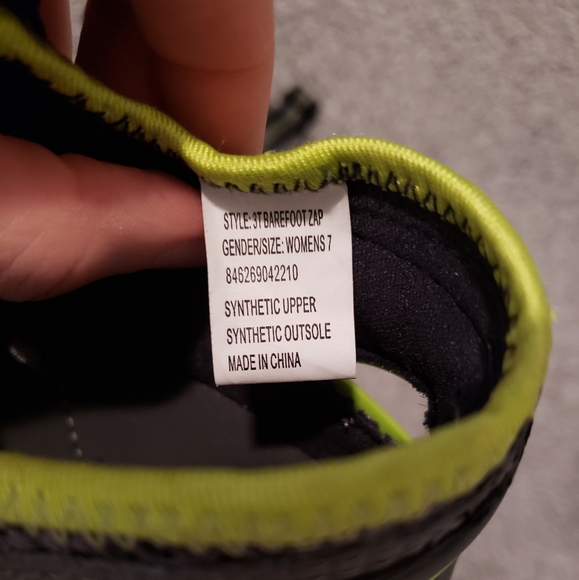 STYLE: 3T BAREFOOT ZAP
GENDER/SIZE: WOMENS 7
846269042210
SYNTHETIC UPPER
SYNTHETIC OUTSOLE
MADE IN CHINA